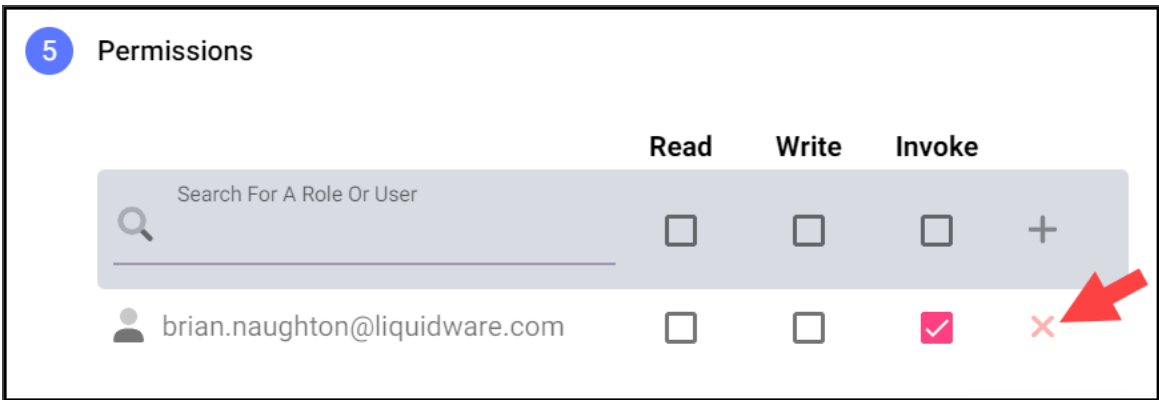 5 Permissions
Read Write Invoke
Search For A Role Or User
brian.naughton@liquidware.com